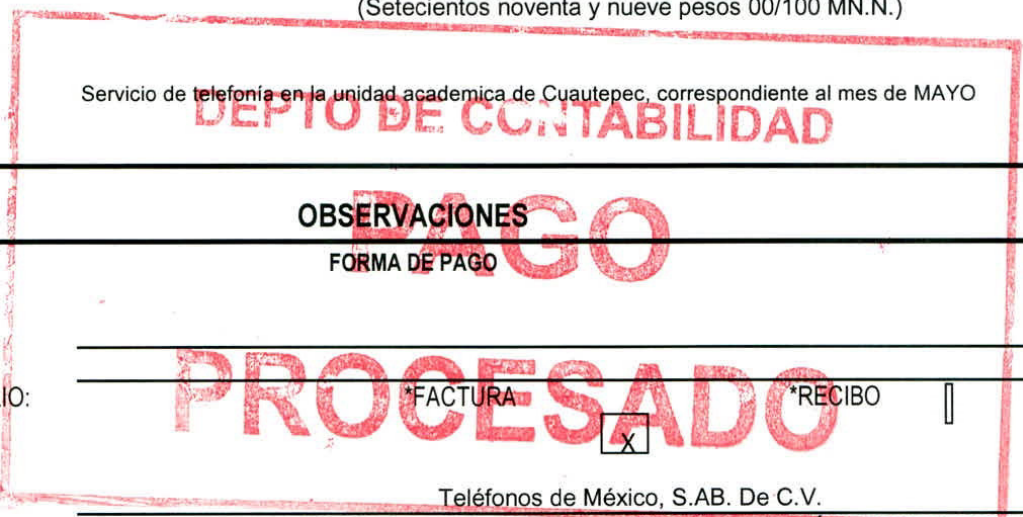 (Setecientos noventa y nueve pesos 00/100 MN.N.)
Servicio de telefonía en la unidad academica de Cuautepec, correspondiente al mes de MAYO
DEPTO DE CONTABILIDAD
OBSERVACIONES
PAGO
FORMA DE PAGO
PROCESADO
IO: *FACTURA *RECIBO
X
Teléfonos de México, S.AB. De C.V.